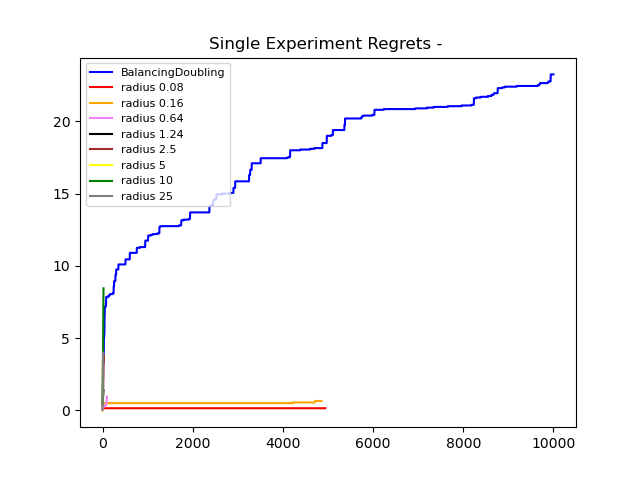 Single Experiment Regrets -
BalancingDoubling
radius 0.08
radius 0.16
radius 0.64
radius 1.24
radius 2.5
radius 5
radius 10
radius 25
20
15
10
5
0
0 2000 4000 6000 8000 10000